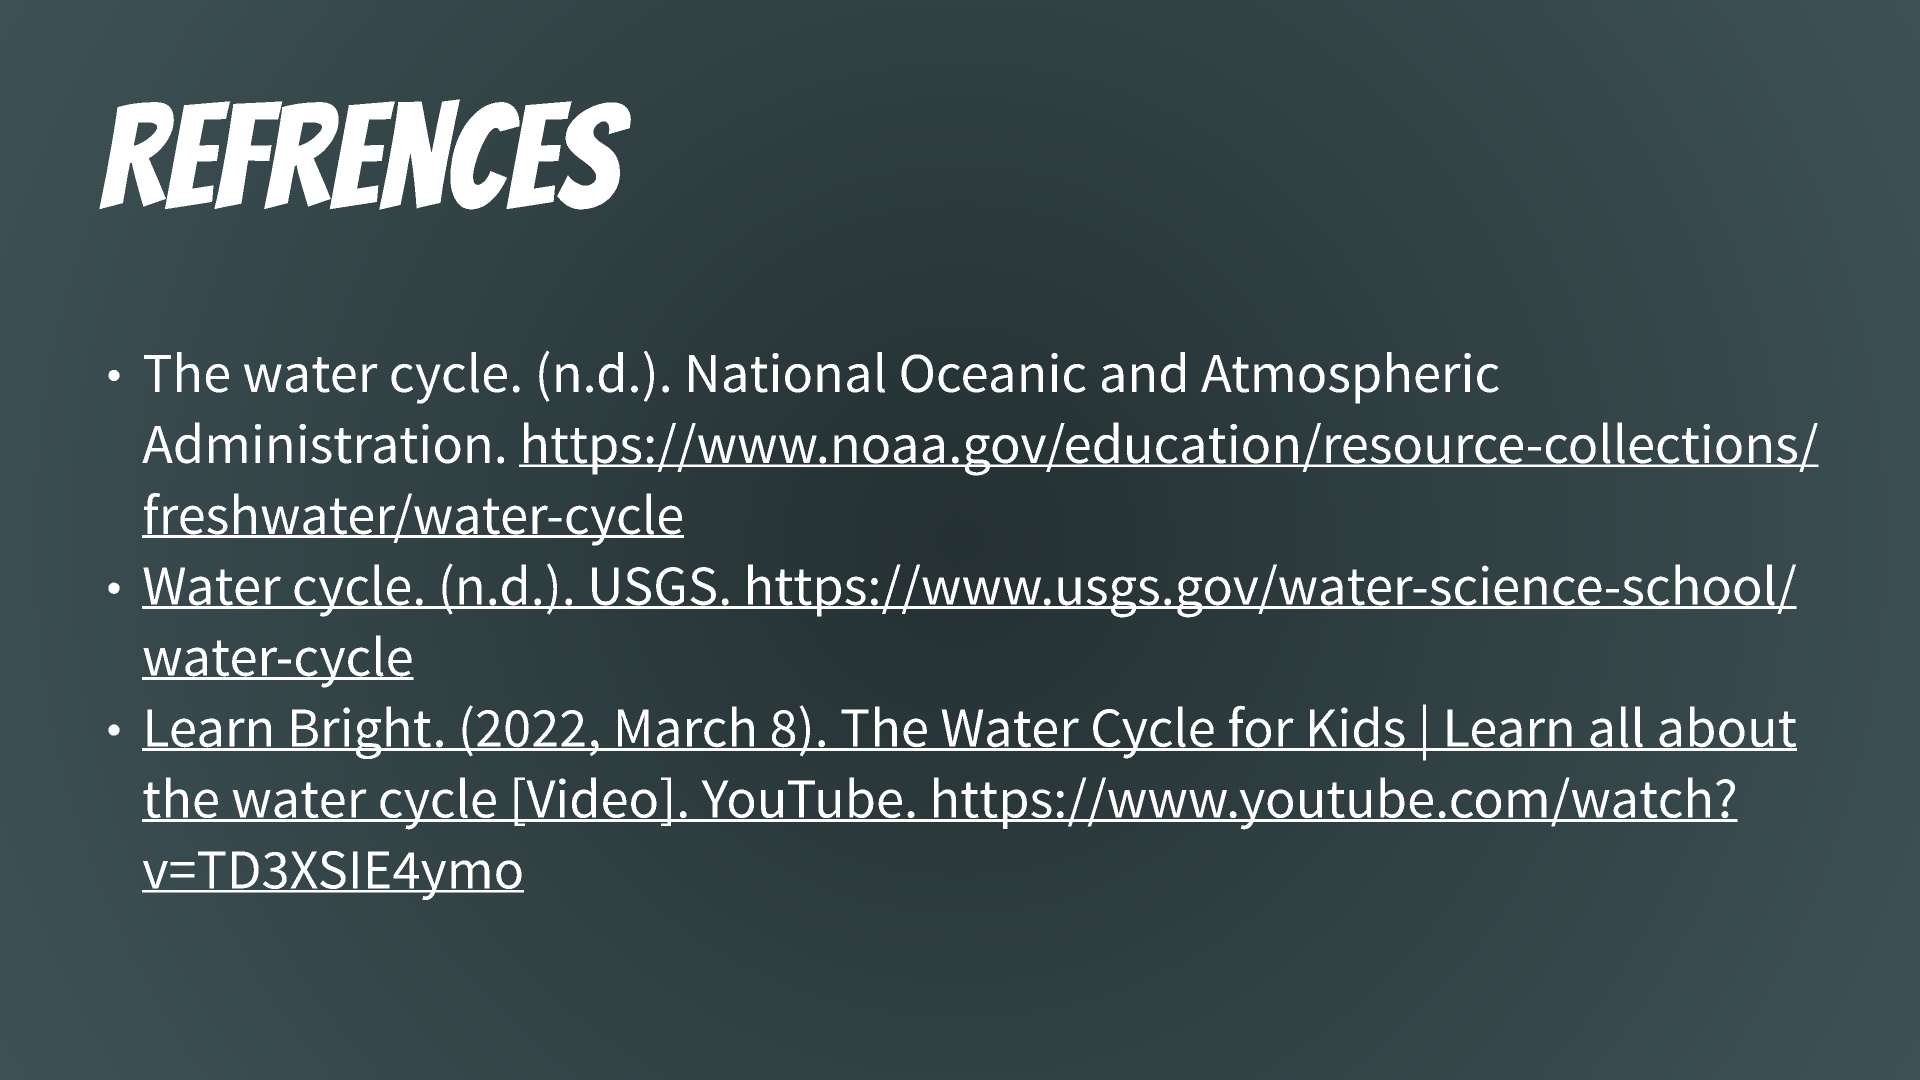 REFRENCES
• The water cycle. (n.d.). National Oceanic and Atmospheric
Administration. https://www.noaa.gov/education/resource-collections/
freshwater/water-cycle
• Water cycle. (n.d.). USGS. https://www.usgs.gov/water-science-school/
water-cycle
• Learn Bright. (2022, March 8). The Water Cycle for Kids | Learn all about
the water cycle [Video]. YouTube. https://www.youtube.com/watch?
v=TD3XSIE4ymo